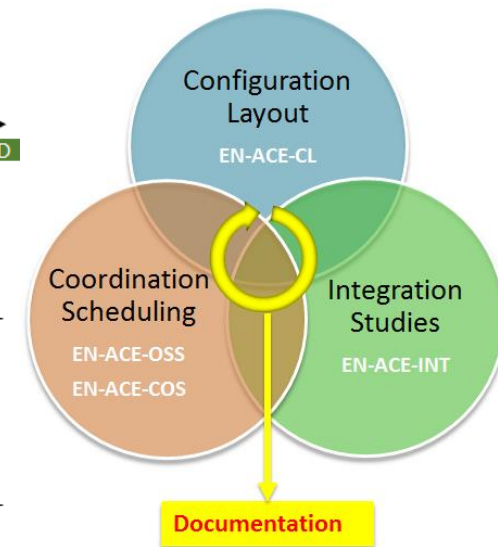 Configuration
Layout
EN-ACE-CL
D
Coordination
Scheduling
EN-ACE-OSS
EN-ACE-COS
Integration
Studies
EN-ACE-INT
Documentation